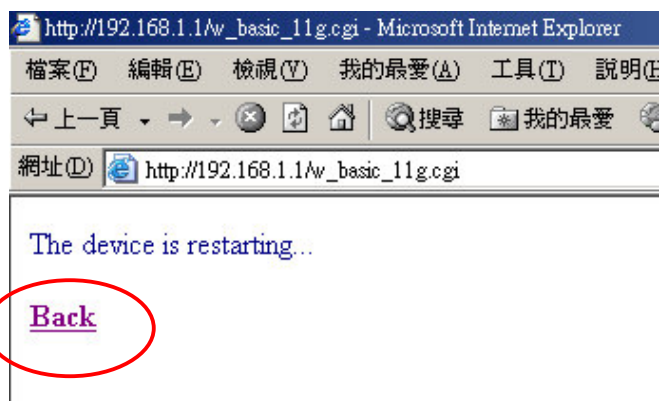 http://192.168.1.1/w_basic_11g.cgi - Microsoft Internet Explorer
檔案(F) 編輯(E) 檢視(V) 我的最愛(A) 工具(T) 說明(H
上一頁 搜尋 我的最愛
網址(D) http://192.168.1.1/w_basic_11g.cgi
The device is restarting...
Back